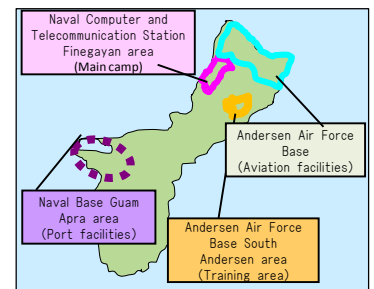 Naval Computer and
Telecommunication Station
Finegayan area
(Main camp)
Andersen Air Force
Base
(Aviation facilities)
Naval Base Guam
Apra area
(Port facilities)
Andersen Air Force
Base South
Andersen area
(Training area)